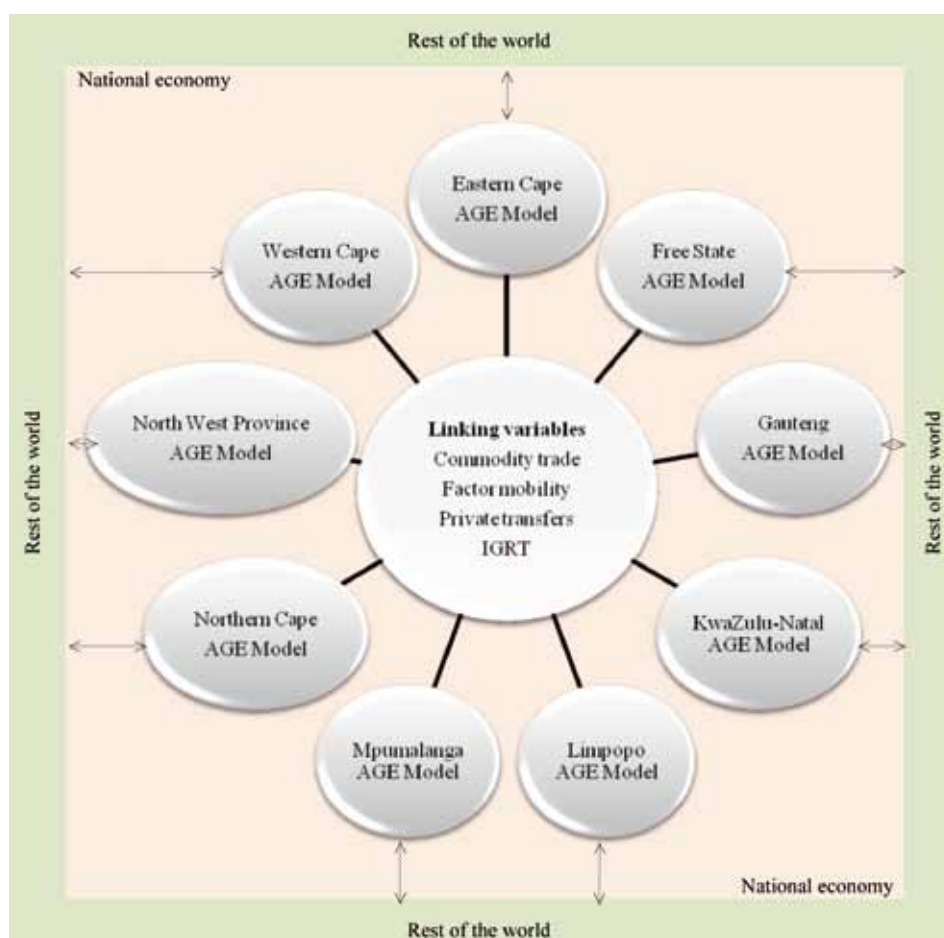 Rest of the world
National economy
Eastern Cape
AGE Model
Western Cape
AGE Model
Free State
AGE Model
North West Province
AGE Model
Linking variables
Commodity trade
Factor mobility
Private transfers
IGRT
Gauteng
AGE Model
Rest of the world
Rest of the world
Northern Cape
AGE Model
KwaZulu-Natal
AGE Model
Mpumalanga
AGE Model
Limpopo
AGE Model
National economy
Rest of the world